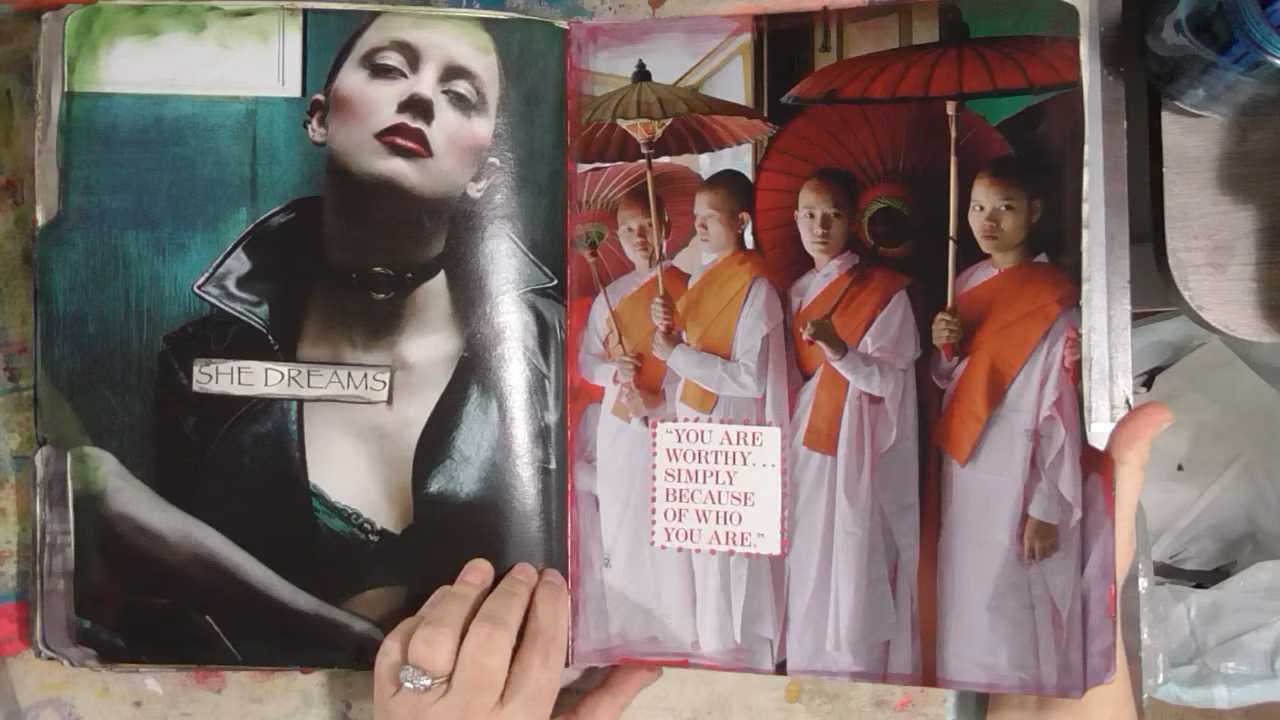 SHE DREAMS
"YOU ARE
WORTHY...
SIMPLY
BECAUSE
OF WHO
YOU ARE."